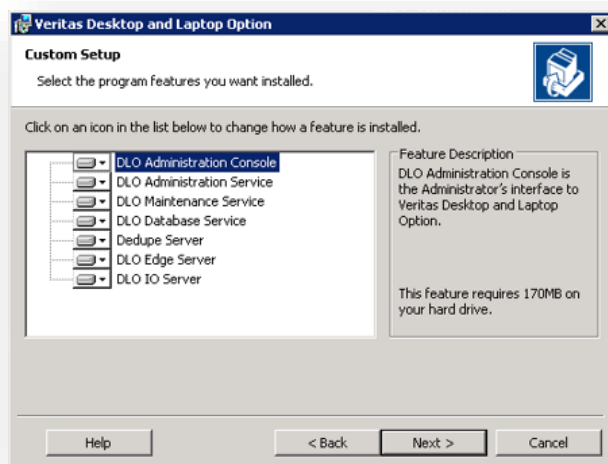 Veritas Desktop and Laptop Option
Custom Setup
Select the program features you want installed.
Click on an icon in the list below to change how a feature is installed.
DLO Administration Console
DLO Administration Service
DLO Maintenance Service
DLO Database Service
Dedupe Server
DLO Edge Server
DLO IO Server
Feature Description
DLO Administration Console is
the Administrator's interface to
Veritas Desktop and Laptop
Option.
This feature requires 170MB on
your hard drive.
Help
< Back
Next >
Cancel